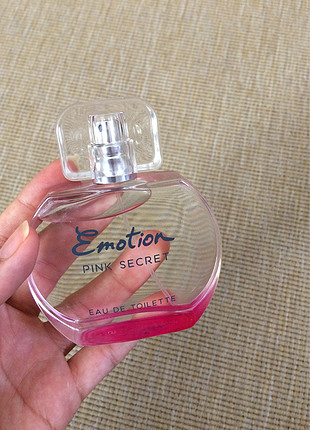 Emotion
PINK SECRET
EAU DE TOILETTE